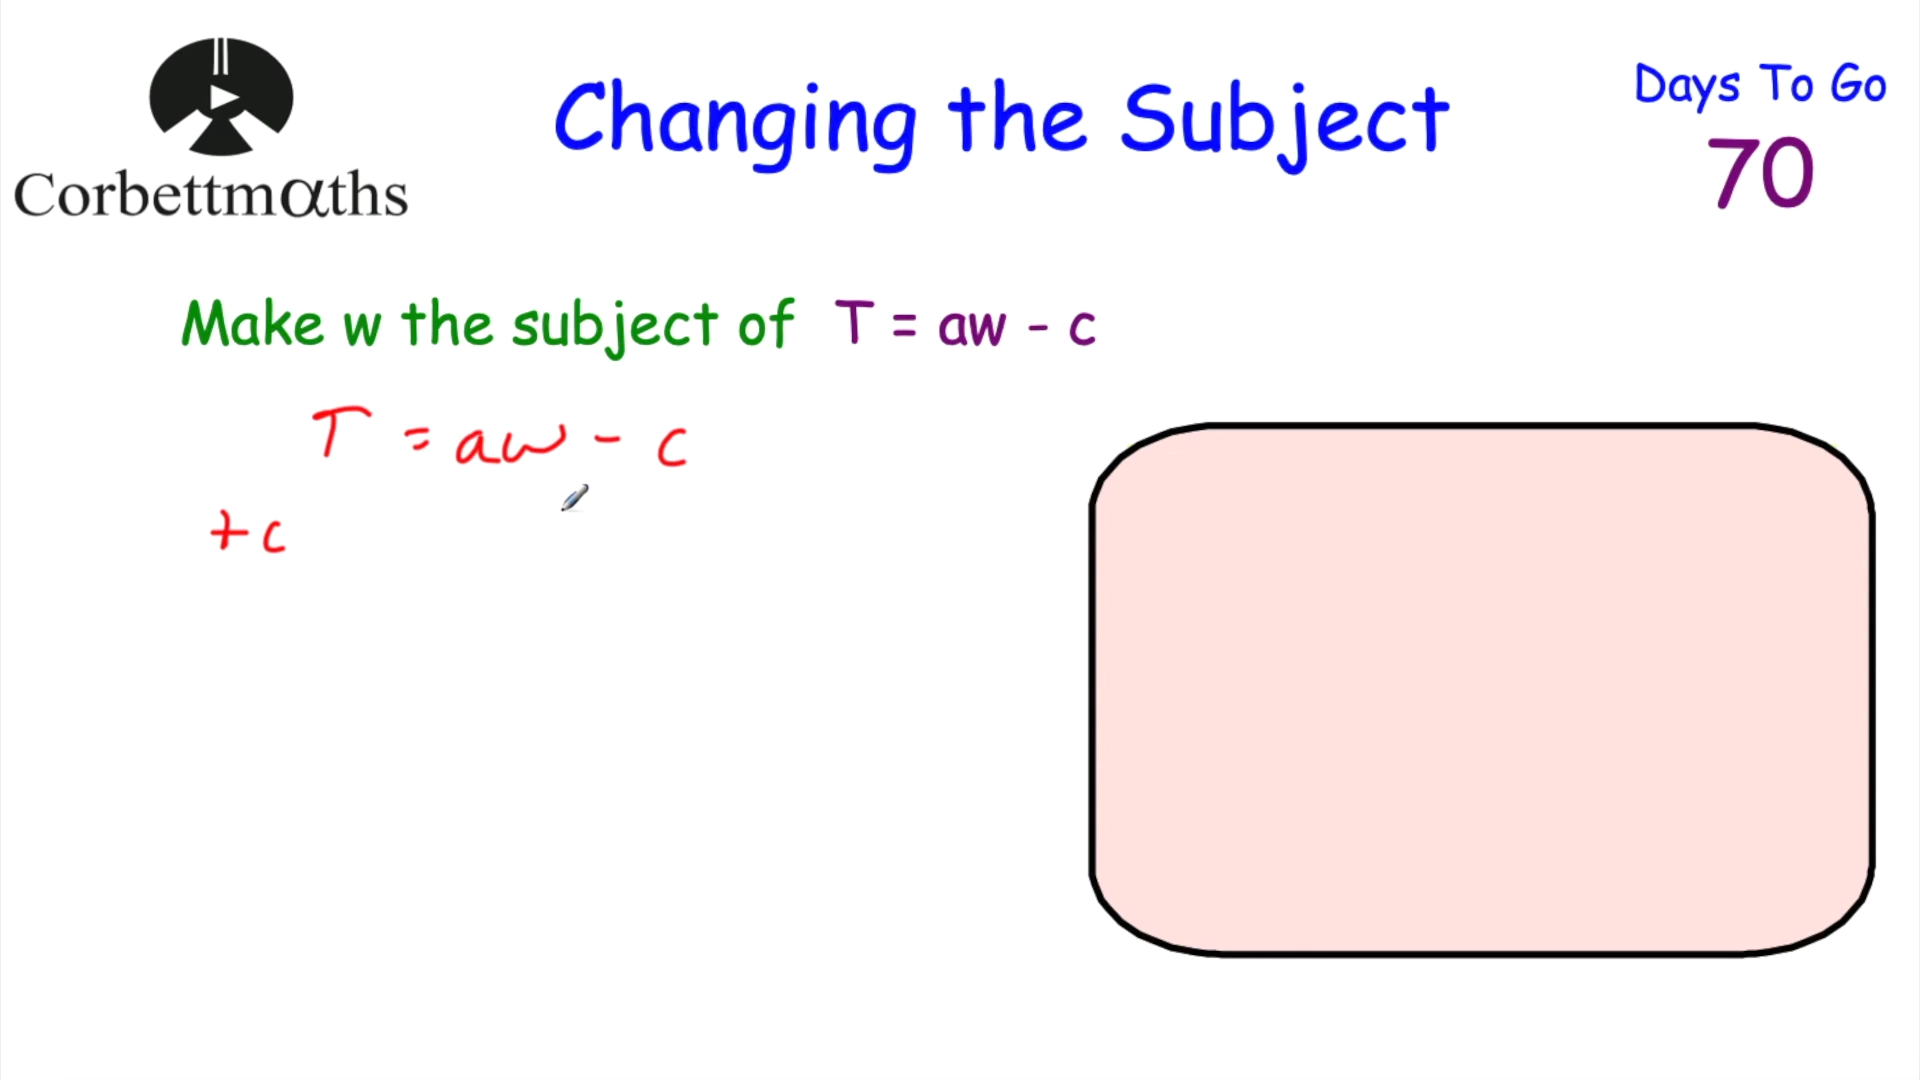 Corbettmαths
Changing the Subject
Days To Go
70
Make w the subject of T = aw - c
T = aw - c
+c